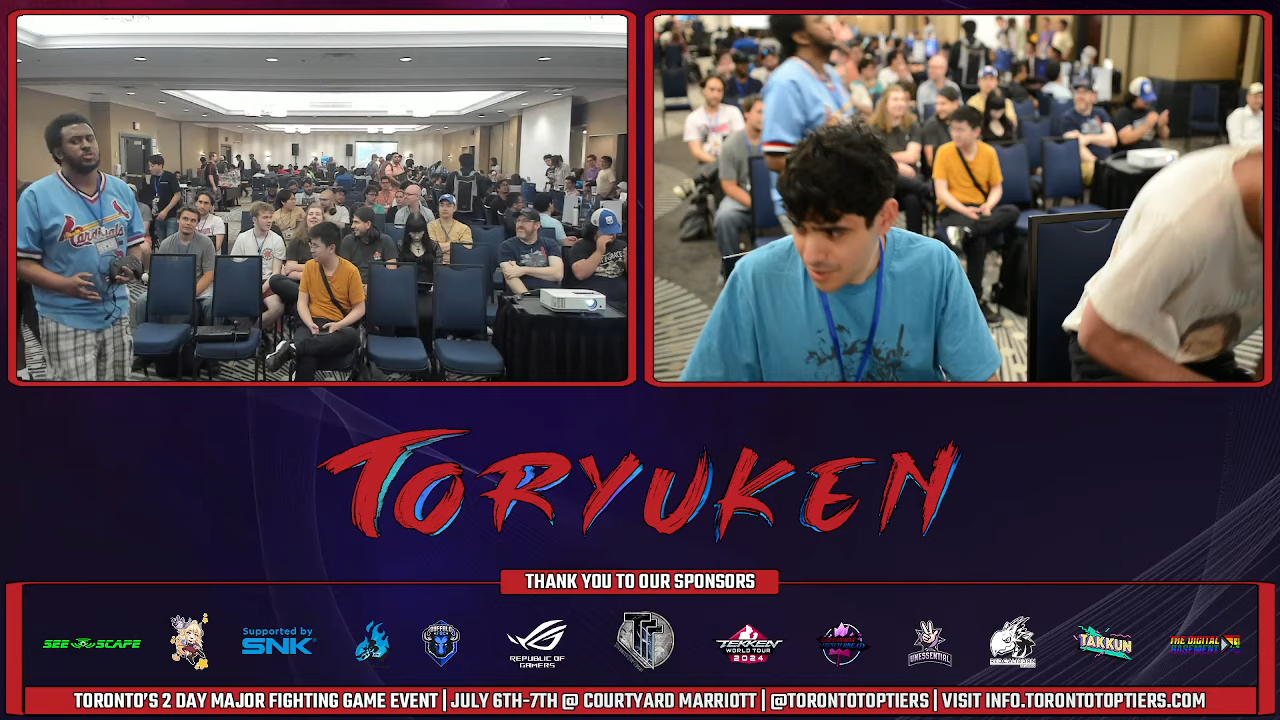 Cardinals
TORYUKEN
THANK YOU TO OUR SPONSORS
SEE SCAPE
Supported by
SNK
REPUBLIC OF
GAMERS
TEKKEN
WORLD TOUR
2024
UNESSENTIAL
TAKKUN
THE DIGITAL
BASEMENT
TORONTO'S 2 DAY MAJOR FIGHTING GAME EVENT | JULY 6TH-7TH @ COURTYARD MARRIOTT | @TORONTOTOPTIERS | VISIT INFO.TORONTOTOPTIERS.COM